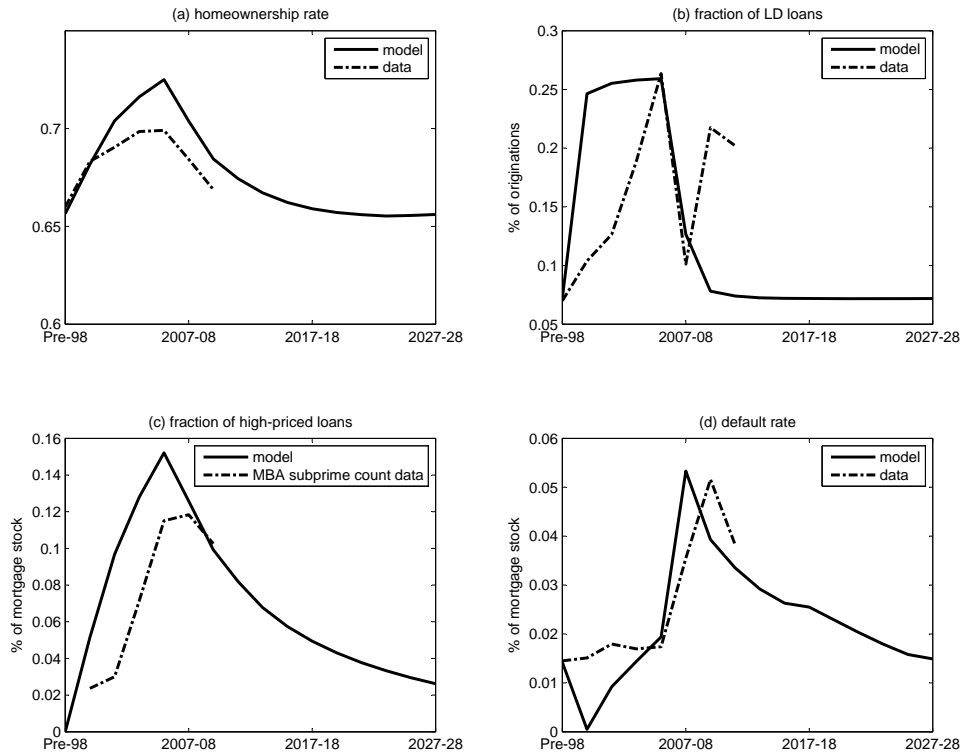 (a) homeownership rate
model
data
0.7
0.65
0.6
Pre-98 2007-08 2017-18 2027-28
(b) fraction of LD loans
0.3
model
data
0.25
0.2
0.15
0.1
0.05
% of originations
Pre-98 2007-08 2017-18 2027-28
(c) fraction of high-priced loans
0.16
model
MBA subprime count data
0.14
0.12
0.1
0.08
0.06
0.04
0.02
0
% of mortgage stock
Pre-98 2007-08 2017-18 2027-28
(d) default rate
0.06
model
data
0.05
0.04
0.03
0.02
0.01
0
% of mortgage stock
Pre-98 2007-08 2017-18 2027-28